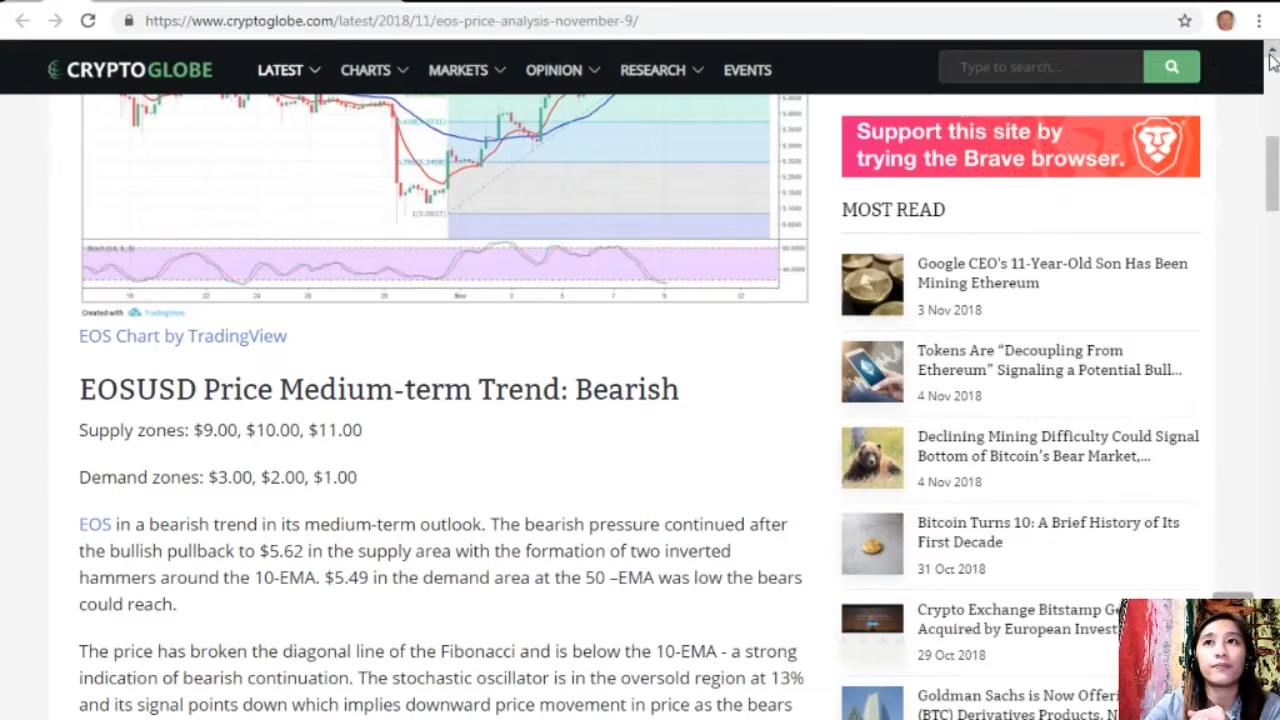 https://www.cryptoglobe.com/latest/2018/11/eos-price-analysis-november-9/
CRYPTOGLOBE
LATEST
CHARTS
MARKETS
OPINION
RESEARCH
EVENTS
Type to search...
Created with TradingView
EOS Chart by TradingView
EOSUSD Price Medium-term Trend: Bearish
Supply zones: $9.00, $10.00, $11.00
Demand zones: $3.00, $2.00, $1.00
EOS in a bearish trend in its medium-term outlook. The bearish pressure continued after
the bullish pullback to $5.62 in the supply area with the formation of two inverted
hammers around the 10-EMA. $5.49 in the demand area at the 50 –EMA was low the bears
could reach.
The price has broken the diagonal line of the Fibonacci and is below the 10-EMA - a strong
indication of bearish continuation. The stochastic oscillator is in the oversold region at 13%
and its signal points down which implies downward price movement in price as the bears
Support this site by
trying the Brave browser.
MOST READ
Google CEO's 11-Year-Old Son Has Been
Mining Ethereum
3 Nov 2018
Tokens Are “Decoupling From
Ethereum” Signaling a Potential Bull...
4 Nov 2018
Declining Mining Difficulty Could Signal
Bottom of Bitcoin's Bear Market,...
4 Nov 2018
Bitcoin Turns 10: A Brief History of Its
First Decade
31 Oct 2018
Crypto Exchange Bitstamp Ge
Acquired by European Invest
29 Oct 2018
Goldman Sachs is Now Offeri
(BTC) Derivatives Products, N